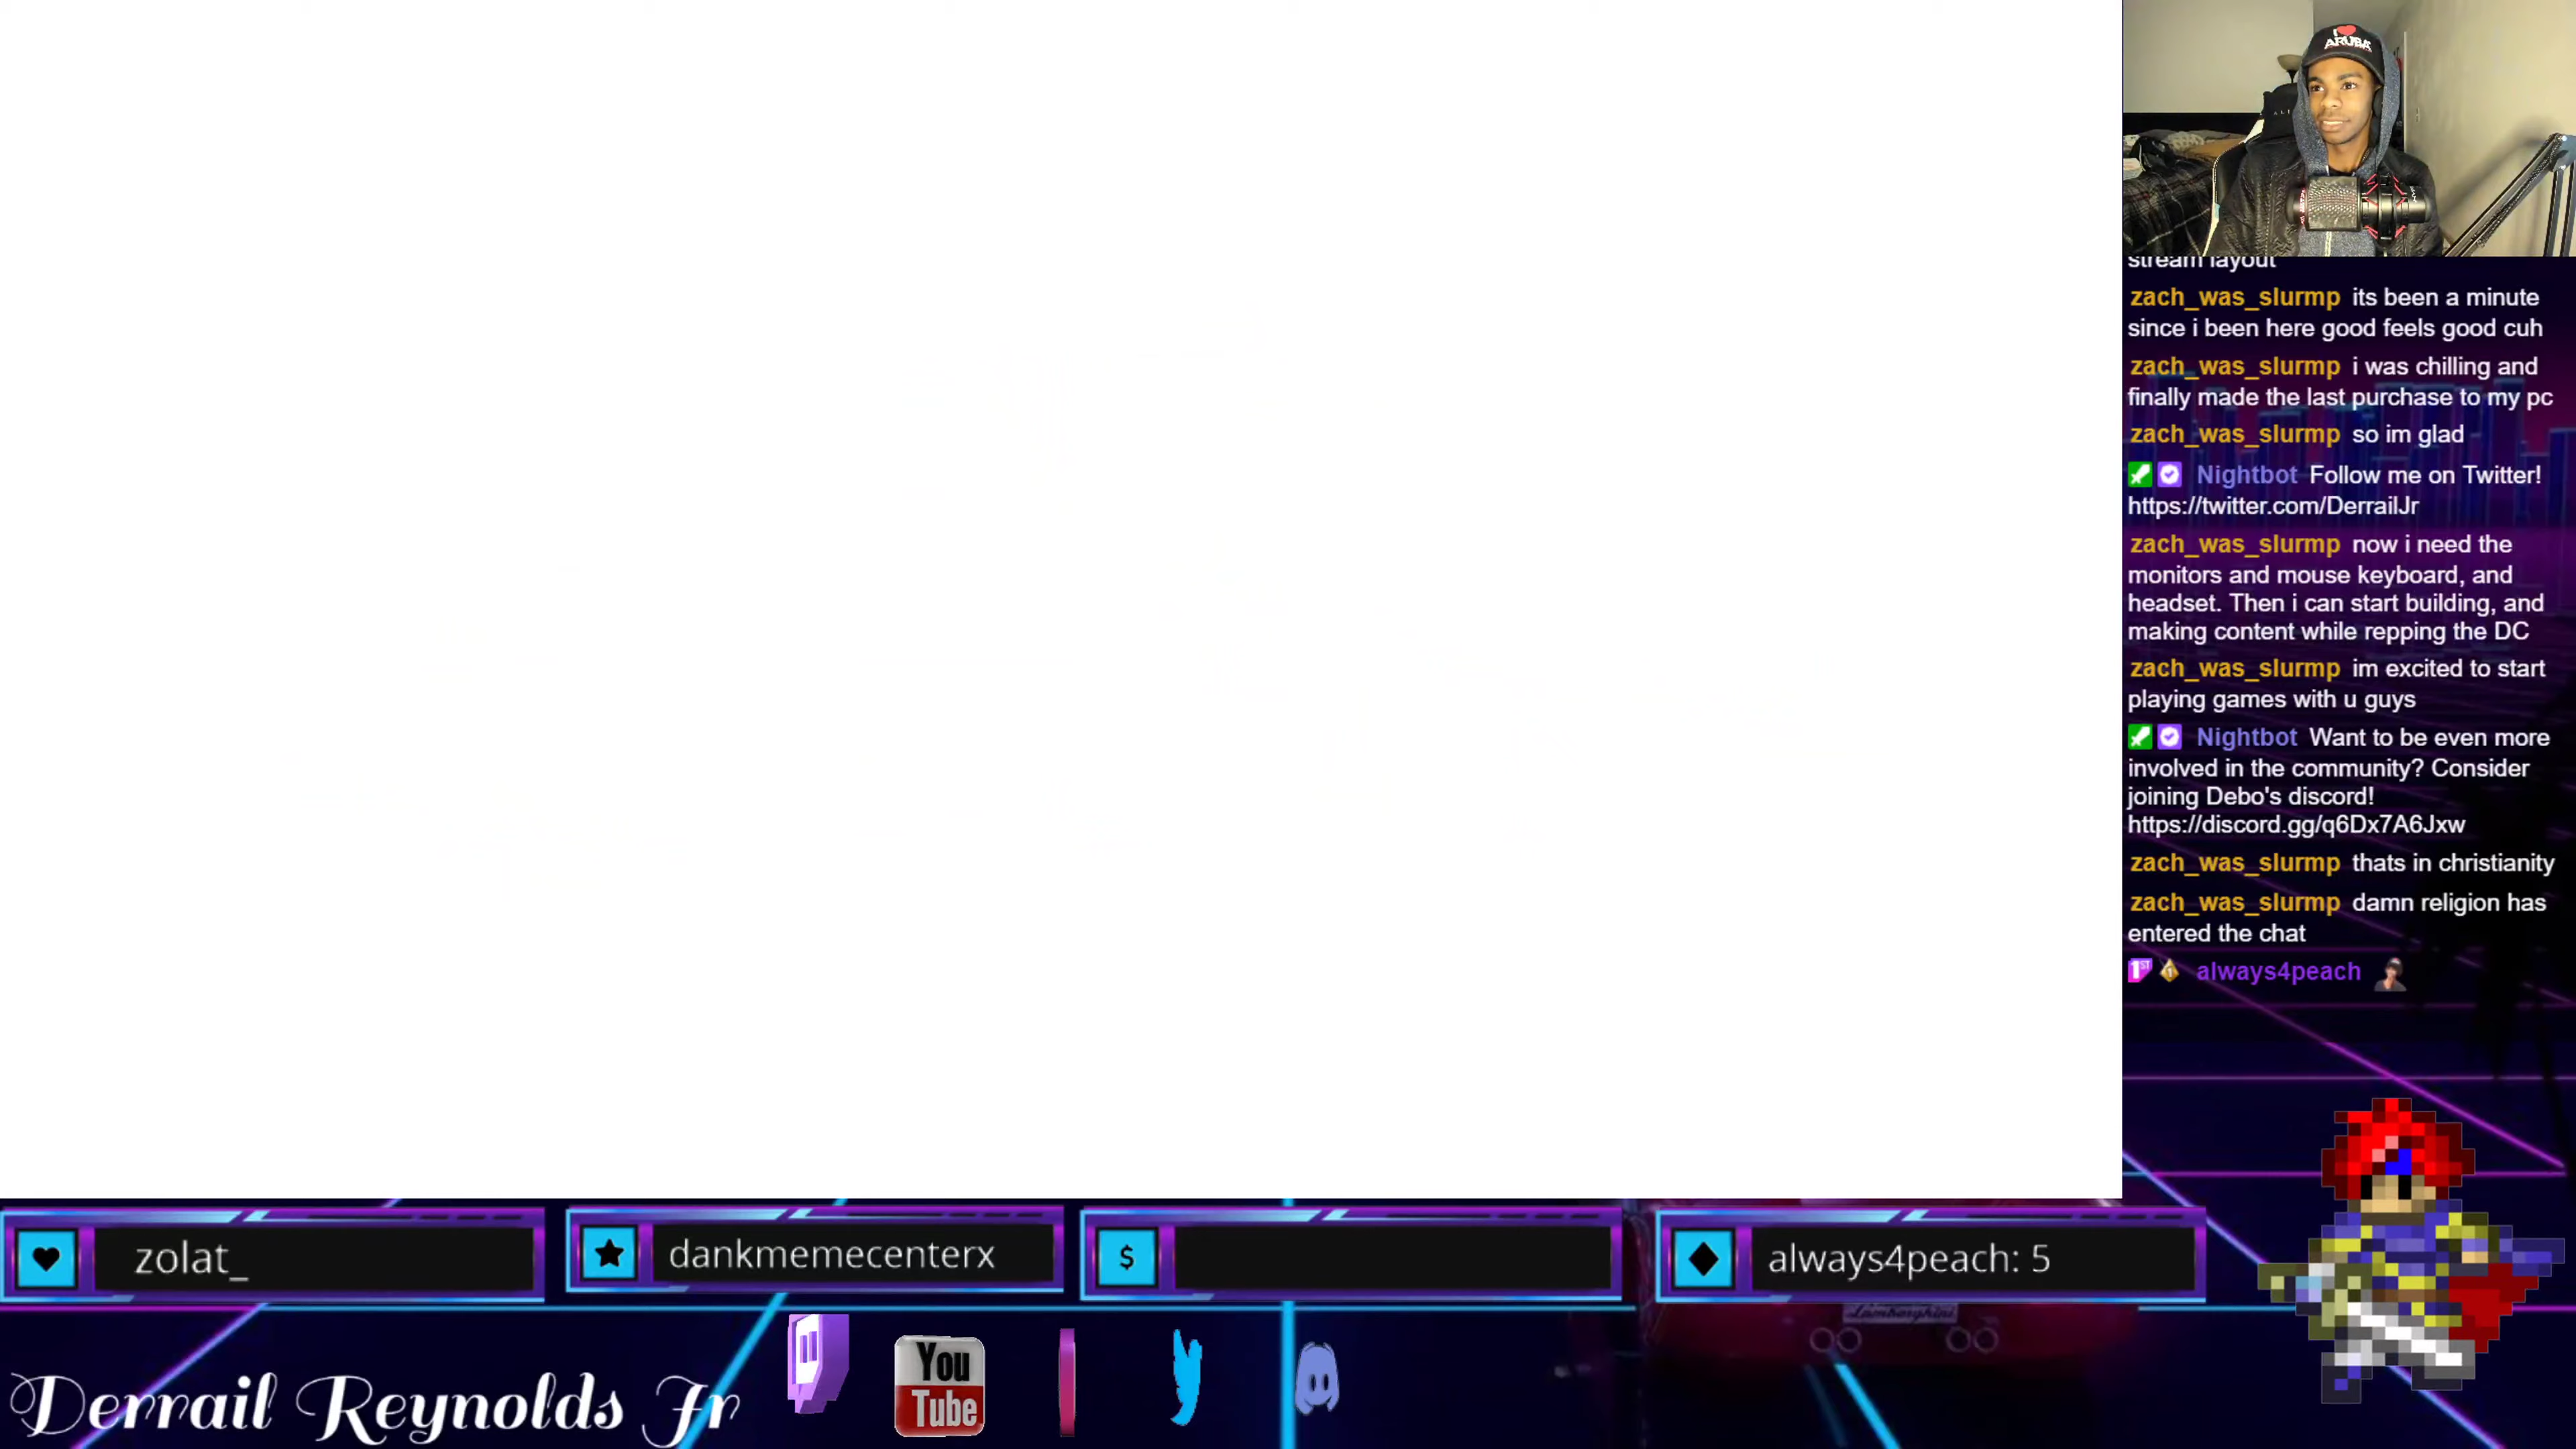 I ❤ ARUBA
stream layout
zach_was_slurmp its been a minute
since i been here good feels good cuh
zach_was_slurmp i was chilling and
finally made the last purchase to my pc
zach_was_slurmp so im glad
Nightbot Follow me on Twitter!
https://twitter.com/DerrailJr
zach_was_slurmp now i need the
monitors and mouse keyboard, and
headset. Then i can start building, and
making content while repping the DC
zach_was_slurmp im excited to start
playing games with u guys
Nightbot Want to be even more
involved in the community? Consider
joining Debo's discord!
https://discord.gg/q6Dx7A6Jxw
zach_was_slurmp thats in christianity
zach_was_slurmp damn religion has
entered the chat
1ST always4peach
zolat_
dankmemecenterx
$
always4peach: 5
Derrail Reynolds Jr
You
Tube